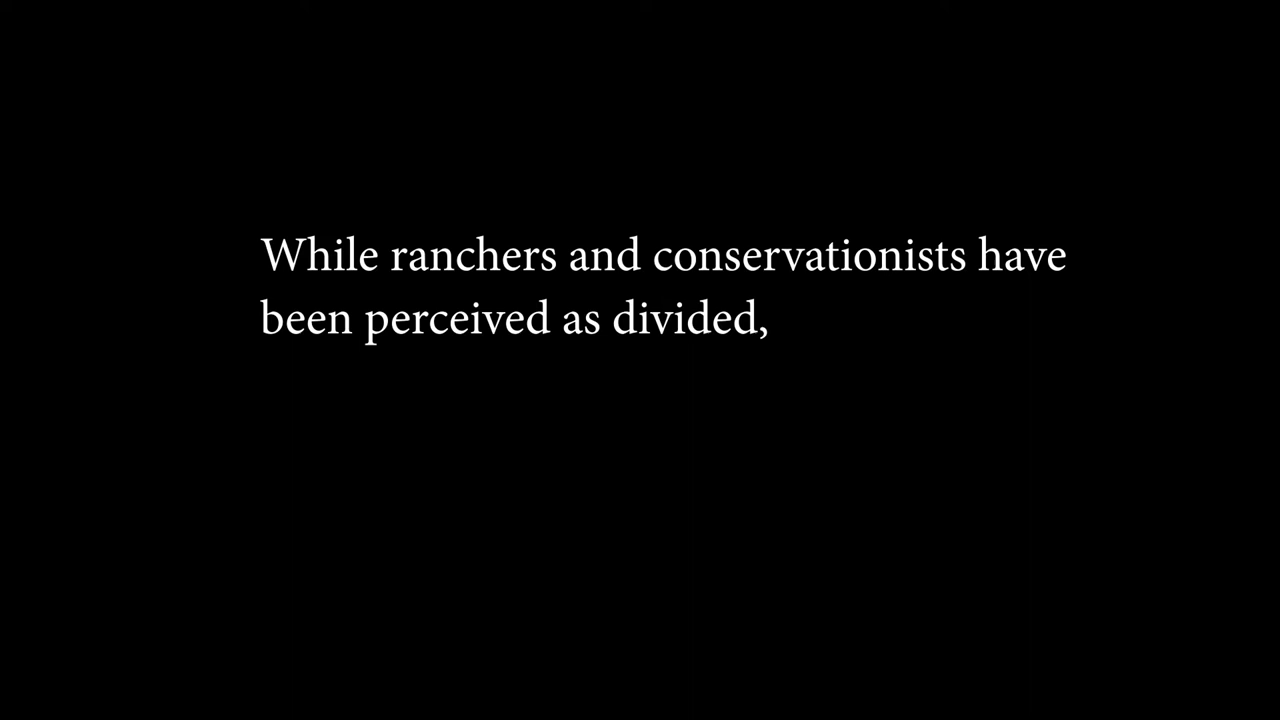 While ranchers and conservationists have
been perceived as divided,